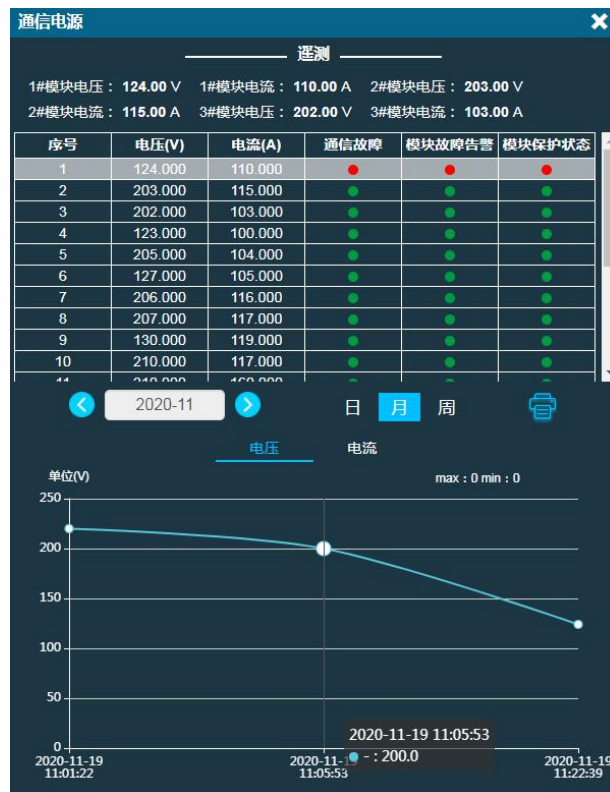 通信电源
遥测
1#模块电压： 124.00 V 1#模块电流： 110.00 A 2#模块电压： 203.00 V
2#模块电流： 115.00 A 3#模块电压： 202.00 V 3#模块电流： 103.00 A
序号 电压(V) 电流(A) 通信故障 模块故障告警 模块保护状态
1 124.000 110.000
2 203.000 115.000
3 202.000 103.000
4 123.000 100.000
5 205.000 104.000
6 127.000 105.000
7 206.000 116.000
8 207.000 117.000
9 130.000 119.000
10 210.000 117.000
2020-11 日 月 周
电压 电流
单位(V) max：0 min：0
250
200
150
100
50
0
2020-11-19 11:05:53
- : 200.0
2020-11-19 2020-11-1 2020-11-19
11:01:22 11:05:53 11:22:39